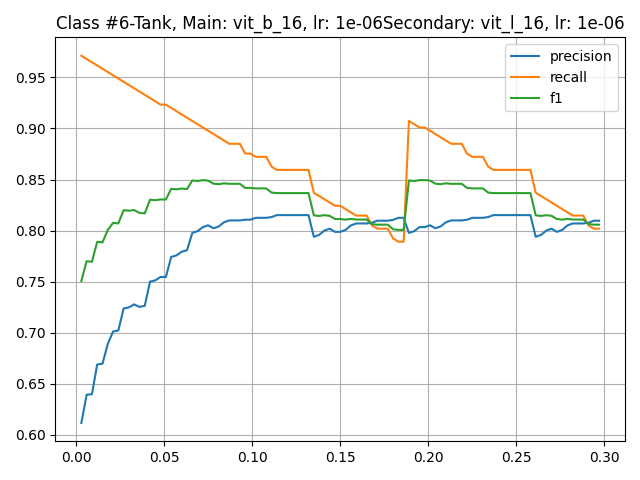 Class #6-Tank, Main: vit_b_16, lr: 1e-06Secondary: vit_l_16, lr: 1e-06
precision
recall
f1
0.95
0.90
0.85
0.80
0.75
0.70
0.65
0.60
0.00 0.05 0.10 0.15 0.20 0.25 0.30